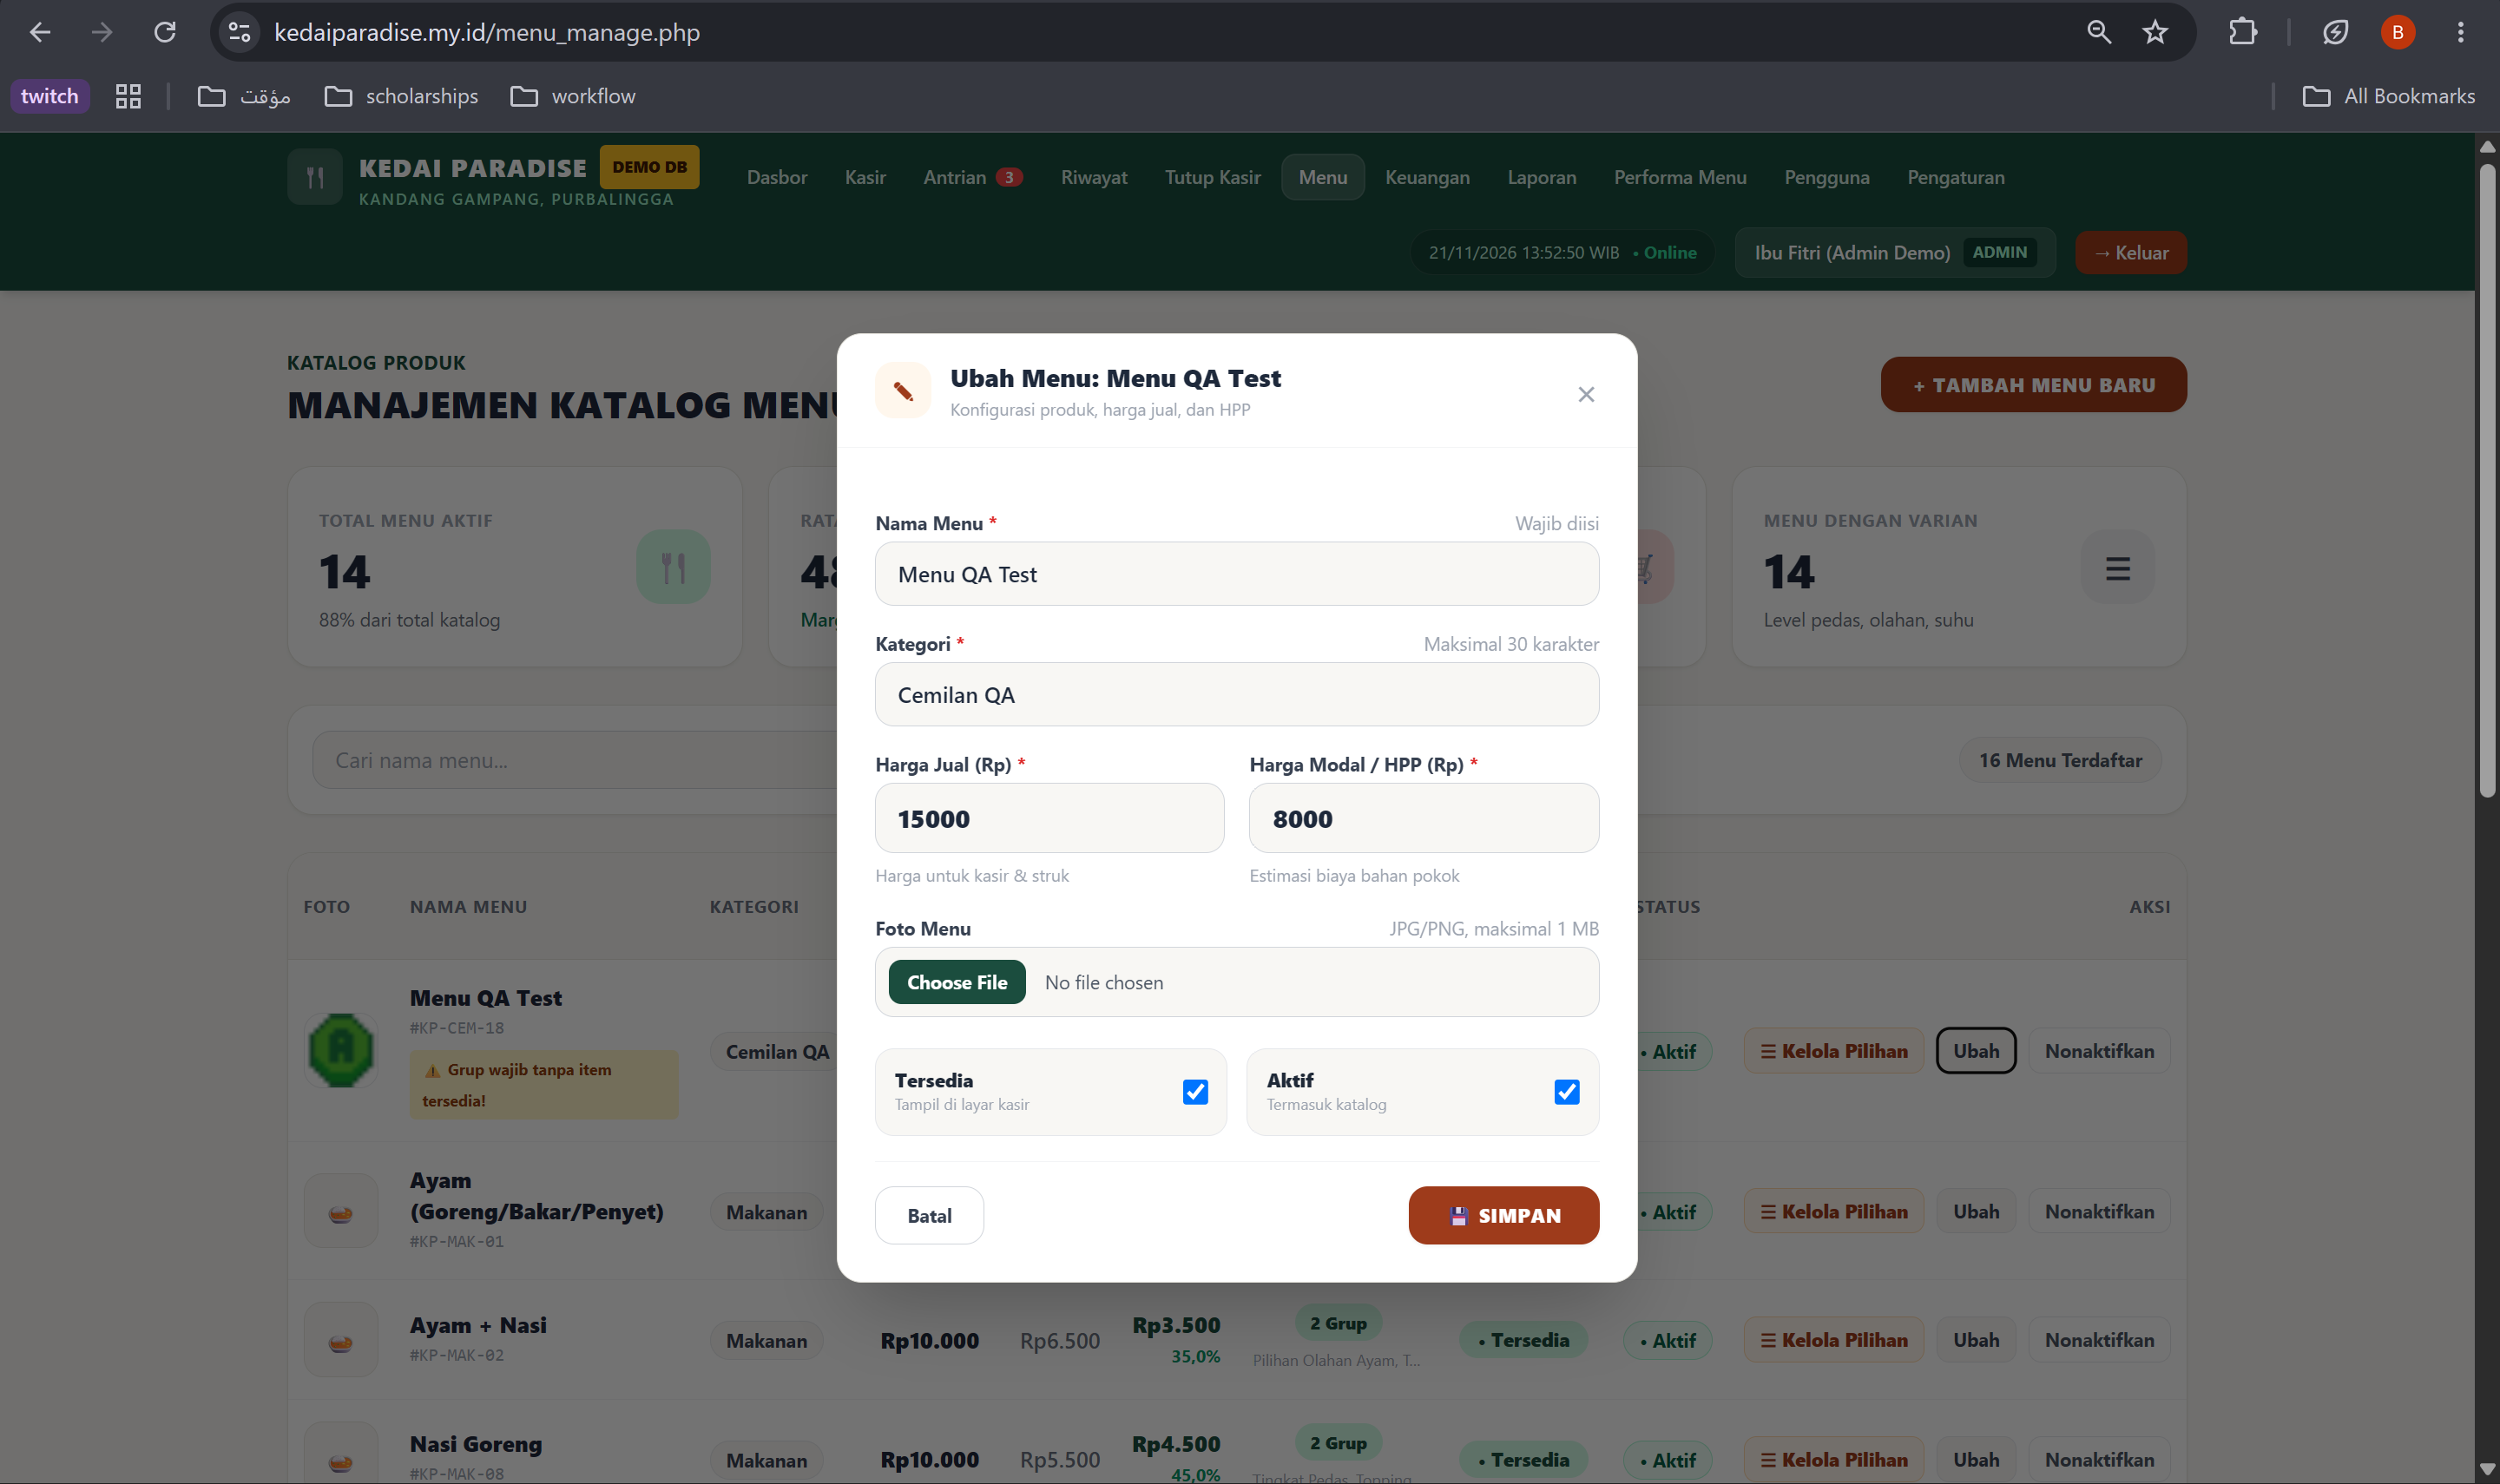 kedaiparadise.my.id/menu_manage.php
B
twitch
مؤقت
scholarships
workflow
All Bookmarks
KEDAI PARADISE
DEMO DB
KANDANG GAMPANG, PURBALINGGA
Dasbor
Kasir
Antrian 3
Riwayat
Tutup Kasir
Menu
Keuangan
Laporan
Performa Menu
Pengguna
Pengaturan
21/11/2026 13:52:50 WIB • Online
Ibu Fitri (Admin Demo) ADMIN
→ Keluar
KATALOG PRODUK
MANAJEMEN KATALOG MENU
+ TAMBAH MENU BARU
TOTAL MENU AKTIF
14
88% dari total katalog
MENU DENGAN VARIAN
14
Level pedas, olahan, suhu
Cari nama menu...
16 Menu Terdaftar
Ubah Menu: Menu QA Test
Konfigurasi produk, harga jual, dan HPP
Nama Menu * Wajib diisi
Menu QA Test
Kategori * Maksimal 30 karakter
Cemilan QA
Harga Jual (Rp) *
15000
Harga untuk kasir & struk
Harga Modal / HPP (Rp) *
8000
Estimasi biaya bahan pokok
Foto Menu JPG/PNG, maksimal 1 MB
Choose File No file chosen
Tersedia
Tampil di layar kasir
Aktif
Termasuk katalog
Batal
SIMPAN
FOTO NAMA MENU KATEGORI STATUS AKSI
A
Menu QA Test
#KP-CEM-18
Grup wajib tanpa item
tersedia!
Cemilan QA
• Aktif
☰ Kelola Pilihan
Ubah
Nonaktifkan
Ayam
(Goreng/Bakar/Penyet)
#KP-MAK-01
Makanan
• Aktif
☰ Kelola Pilihan
Ubah
Nonaktifkan
Ayam + Nasi
#KP-MAK-02
Makanan
Rp10.000
Rp6.500
Rp3.500
35,0%
2 Grup
Pilihan Olahan Ayam, T...
• Tersedia
• Aktif
☰ Kelola Pilihan
Ubah
Nonaktifkan
Nasi Goreng
#KP-MAK-08
Makanan
Rp10.000
Rp5.500
Rp4.500
45,0%
2 Grup
Tingkat Pedas, Topping
• Tersedia
• Aktif
☰ Kelola Pilihan
Ubah
Nonaktifkan